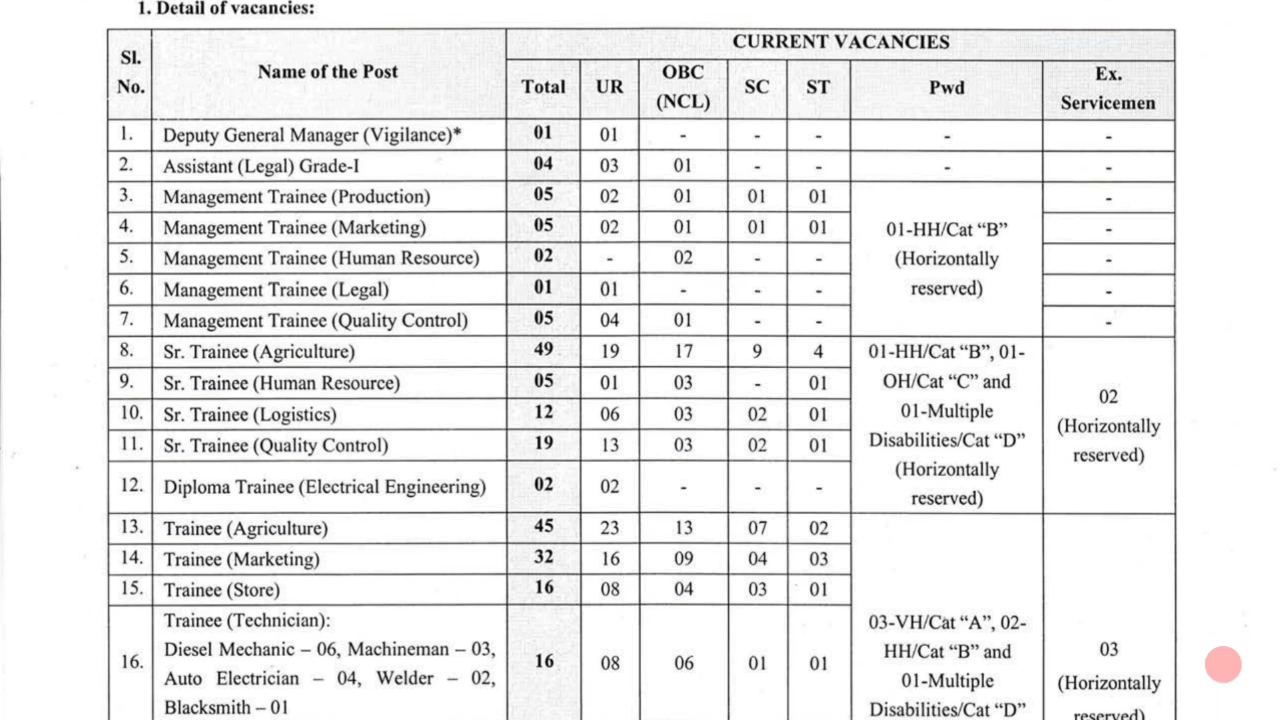 1. Detail of vacancies:
Sl. No. Name of the Post CURRENT VACANCIES
Total UR OBC (NCL) SC ST Pwd Ex. Servicemen
1. Deputy General Manager (Vigilance)* 01 01 - - - - -
2. Assistant (Legal) Grade-I 04 03 01 - - - -
3. Management Trainee (Production) 05 02 01 01 01 -
4. Management Trainee (Marketing) 05 02 01 01 01 01-HH/Cat “B” -
5. Management Trainee (Human Resource) 02 - 02 - - (Horizontally -
6. Management Trainee (Legal) 01 01 - - - reserved) -
7. Management Trainee (Quality Control) 05 04 01 - - -
8. Sr. Trainee (Agriculture) 49 19 17 9 4 01-HH/Cat “B”, 01-
9. Sr. Trainee (Human Resource) 05 01 03 - 01 OH/Cat “C” and 02
10. Sr. Trainee (Logistics) 12 06 03 02 01 01-Multiple (Horizontally
11. Sr. Trainee (Quality Control) 19 13 03 02 01 Disabilities/Cat “D” reserved)
(Horizontally
12. Diploma Trainee (Electrical Engineering) 02 02 - - - reserved)
13. Trainee (Agriculture) 45 23 13 07 02
14. Trainee (Marketing) 32 16 09 04 03
15. Trainee (Store) 16 08 04 03 01
Trainee (Technician): 03-VH/Cat “A”, 02-
Diesel Mechanic – 06, Machineman – 03, HH/Cat “B” and 03
16. 16 08 06 01 01
Auto Electrician – 04, Welder – 02, 01-Multiple (Horizontally
Blacksmith – 01 Disabilities/Cat “D” reserved)